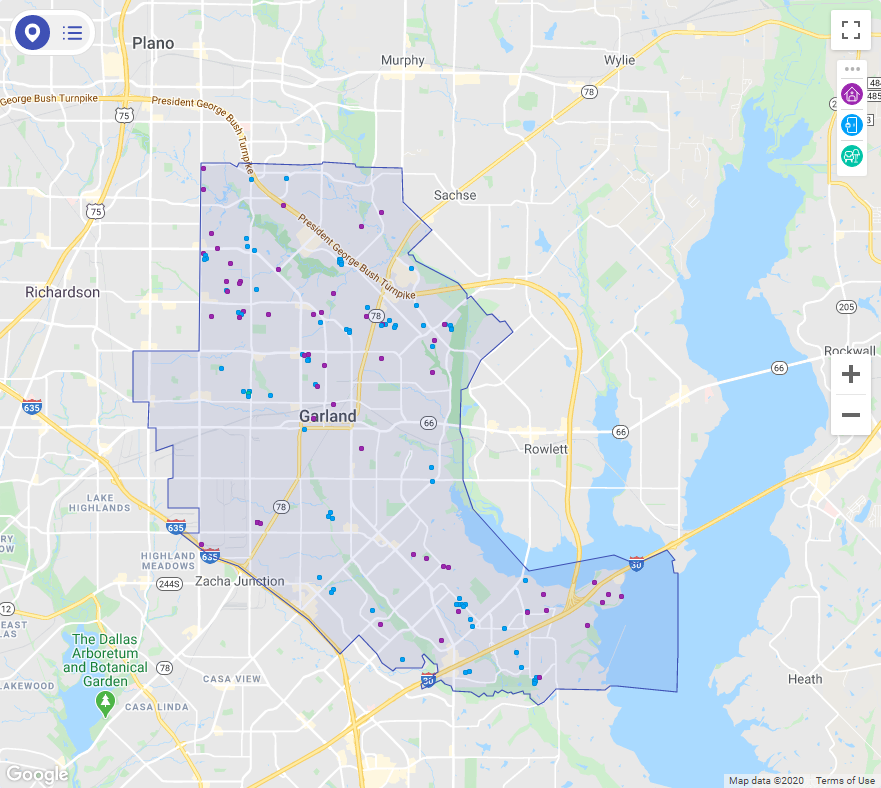 Plano
Murphy
Wylie
78
George Bush Turnpike
President George Bush Turnpike
75
Sachse
75
President George Bush Turnpike
Richardson
205
78
Rockwall
66
635
Garland
66
66
Rowlett
LAKE
HIGHLANDS
78
635
635
HIGHLAND
MEADOWS
30
244S
Zacha Junction
12
The Dallas
Arboretum
and Botanical
Garden
78
CASA VIEW
30
Heath
LAKEWOOD
CASA LINDA
Google
Map data ©2020
Terms of Use